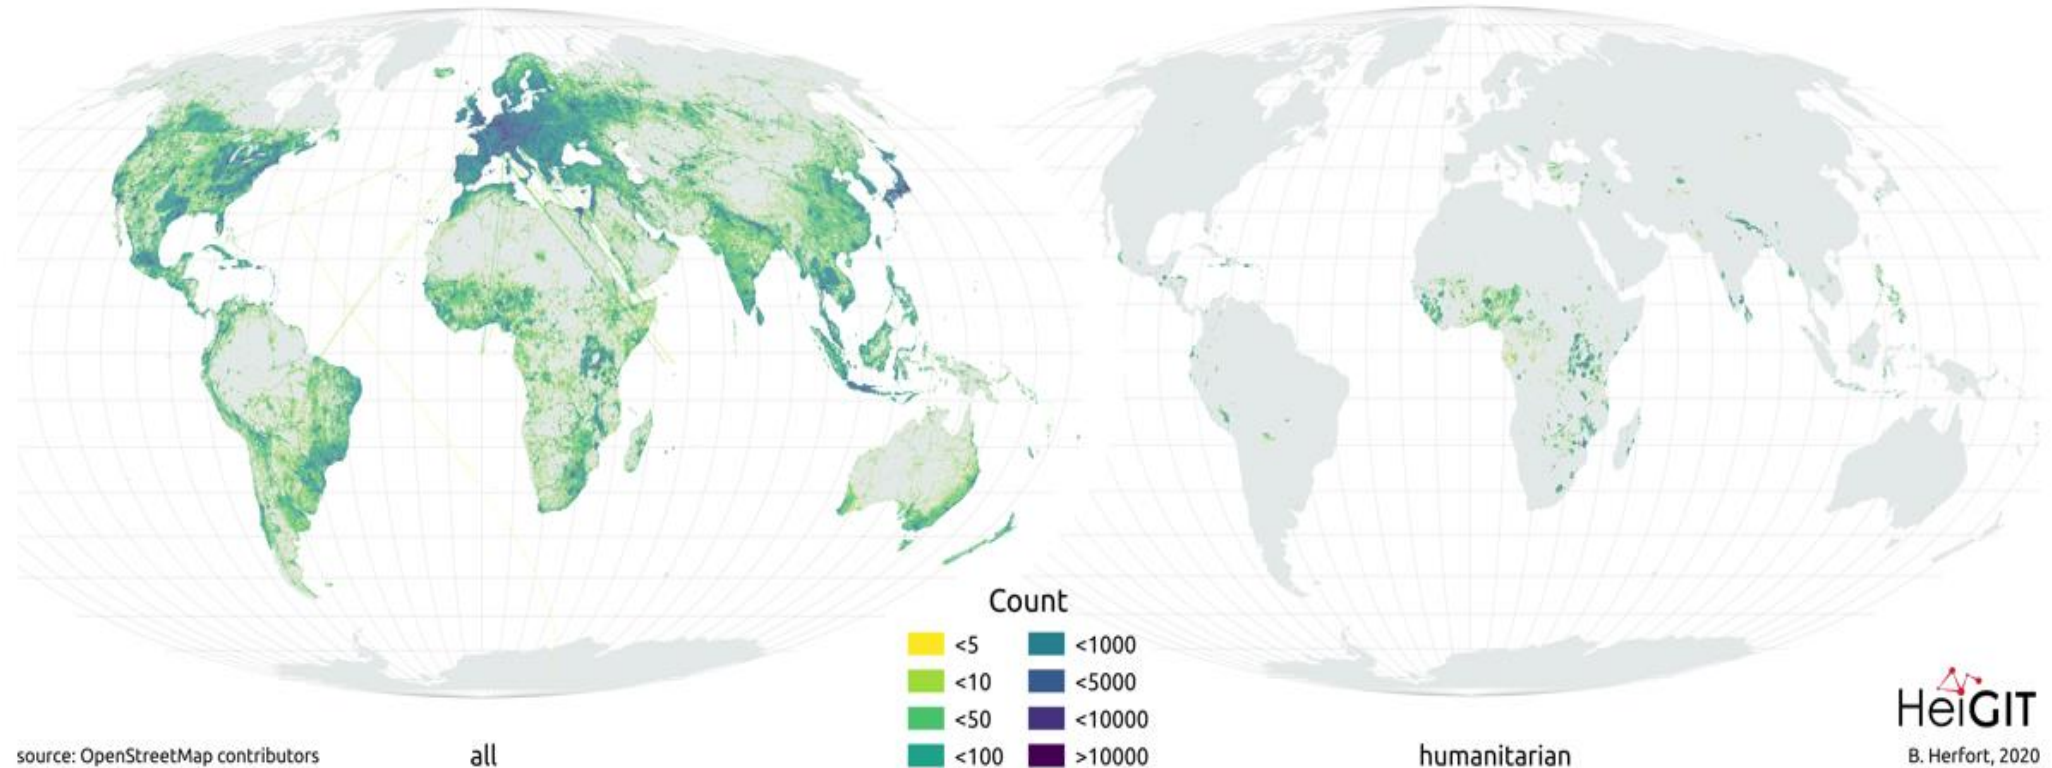 Count
<5
<10
<50
<100
<1000
<5000
<10000
>10000
source: OpenStreetMap contributors
all
humanitarian
HeiGIT
B. Herfort, 2020